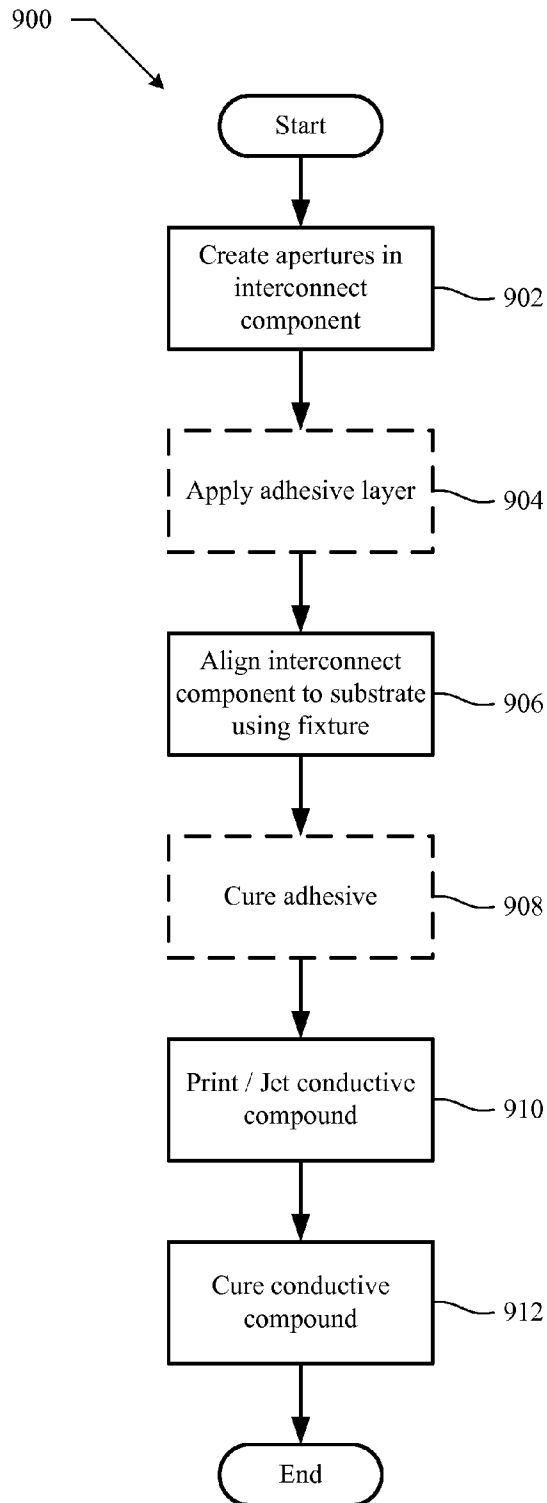 900
Start
Create apertures in
interconnect
component
902
Apply adhesive layer
904
Align interconnect
component to substrate
using fixture
906
Cure adhesive
908
Print / Jet conductive
compound
910
Cure conductive
compound
912
End